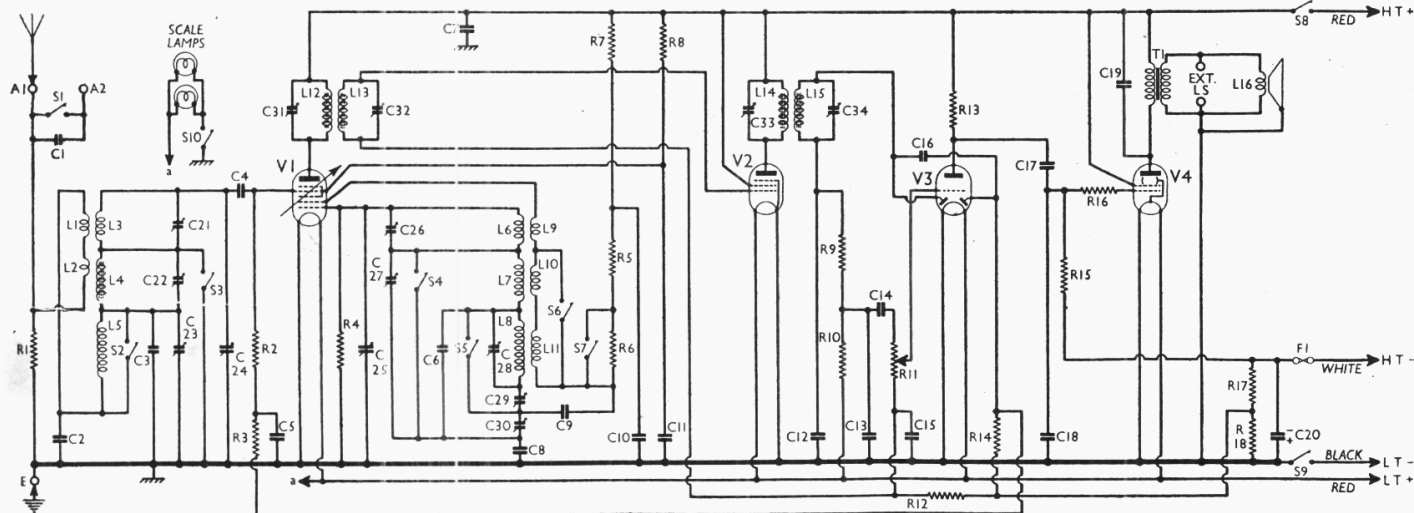 SCALE
LAMPS
A1
A2
S1
C1
S10
a
L1
L2
L3
L4
L5
C21
C22
S3
S2
C3
C
23
C
24
C4
R1
C2
E
R2
R3
C5
C31
L12
L13
C32
V1
C7
R7
R8
C26
C
27
S4
R4
C
25
L6
L7
L8
L9
L10
L11
C6
S5
C
28
C29
C30
C8
C9
S6
S7
R5
R6
C10
C11
a
L14
C33
L15
C34
V2
R9
R10
C12
C13
C14
R11
C15
C16
V3
R13
R14
R12
C17
C18
R15
R16
V4
C19
T1
EXT.
LS
L16
S8
RED
HT+
F1
WHITE
HT-
R17
R
18
-
+
C20
S9
BLACK
LT-
RED
LT+